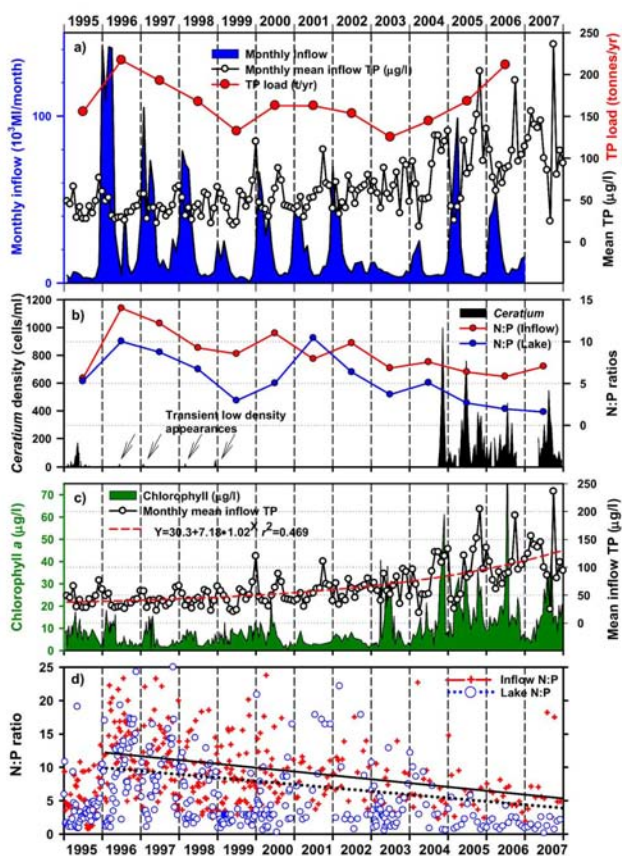 1995 1996 1997 1998 1999 2000 2001 2002 2003 2004 2005 2006 2007
a)
Monthly inflow
Monthly mean inflow TP (µg/l)
TP load (t/yr)
Monthly inflow (10³Ml/month)
100
0
250
200
150
100
50
0
Mean TP (µg/l)
TP load (tonnes/yr)
b)
Ceratium
N:P (Inflow)
N:P (Lake)
Transient low density
appearances
Ceratium density (cells/ml)
1200
1000
800
600
400
200
0
15
10
5
0
N:P ratios
c)
Chlorophyll (µg/l)
Monthly mean inflow TP
Y=30.3+7.18•1.02^X r²=0.469
Chlorophyll a (µg/l)
70
60
50
40
30
20
10
0
250
200
150
100
50
0
Mean inflow TP (µg/l)
d)
Inflow N:P
Lake N:P
N:P ratio
25
20
15
10
5
0
1995 1996 1997 1998 1999 2000 2001 2002 2003 2004 2005 2006 2007